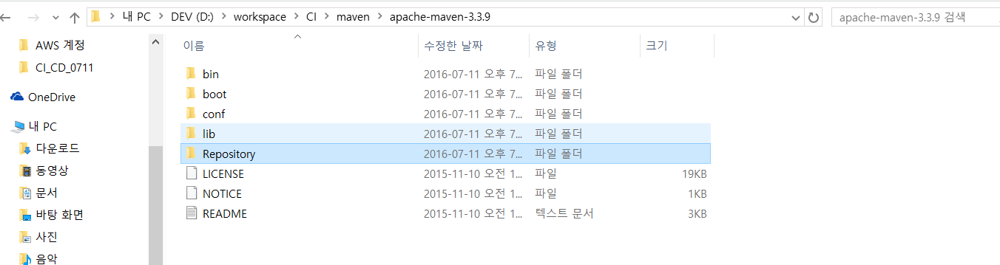 내 PC > DEV (D:) > workspace > CI > maven > apache-maven-3.3.9
apache-maven-3.3.9 검색
AWS 계정
CI_CD_0711
OneDrive
내 PC
다운로드
동영상
문서
바탕 화면
사진
음악
이름 수정한 날짜 유형 크기
bin 2016-07-11 오후 7... 파일 폴더
boot 2016-07-11 오후 7... 파일 폴더
conf 2016-07-11 오후 7... 파일 폴더
lib 2016-07-11 오후 7... 파일 폴더
Repository 2016-07-11 오후 7... 파일 폴더
LICENSE 2015-11-10 오전 1... 파일 19KB
NOTICE 2015-11-10 오전 1... 파일 1KB
README 2015-11-10 오전 1... 텍스트 문서 3KB